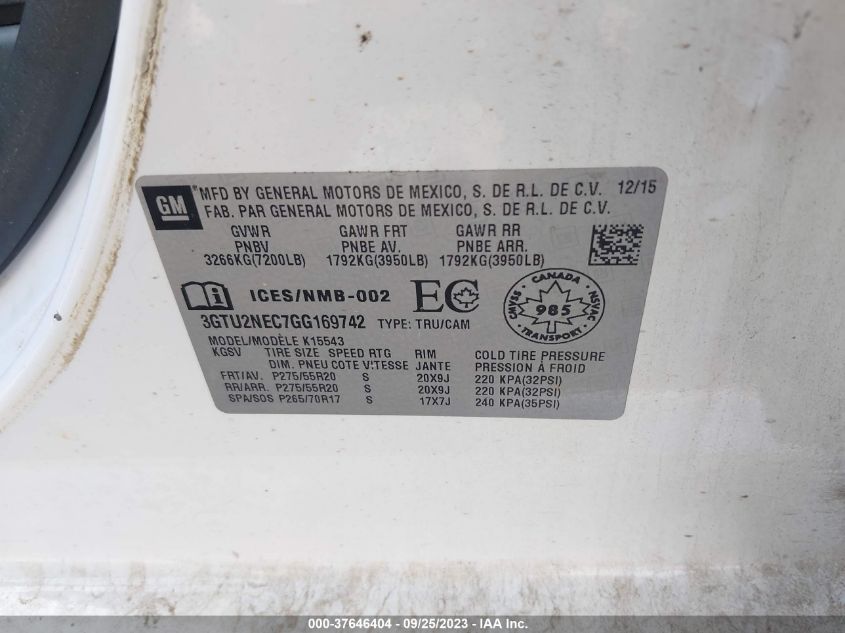 GM
® MFD BY GENERAL MOTORS DE MEXICO, S. DE R.L. DE C.V. 12/15
FAB. PAR GENERAL MOTORS DE MEXICO, S. DE R.L. DE C.V.
GVWR GAWR FRT GAWR RR
PNBV PNBE AV. PNBE ARR.
3266KG(7200LB) 1792KG(3950LB) 1792KG(3950LB)
ICES/NMB-002 EC
CANADA
CMVSS 985 NSVAC
TRANSPORT
3GTU2NEC7GG169742 TYPE: TRU/CAM
MODEL/MODÈLE K15543
KGSV TIRE SIZE SPEED RTG RIM COLD TIRE PRESSURE
DIM. PNEU COTE VITESSE JANTE PRESSION À FROID
FRT/AV. P275/55R20 S 20X9J 220 KPA(32PSI)
RR/ARR. P275/55R20 S 20X9J 220 KPA(32PSI)
SPA/SOS P265/70R17 S 17X7J 240 KPA(35PSI)
000-37646404 - 09/25/2023 - IAA Inc.